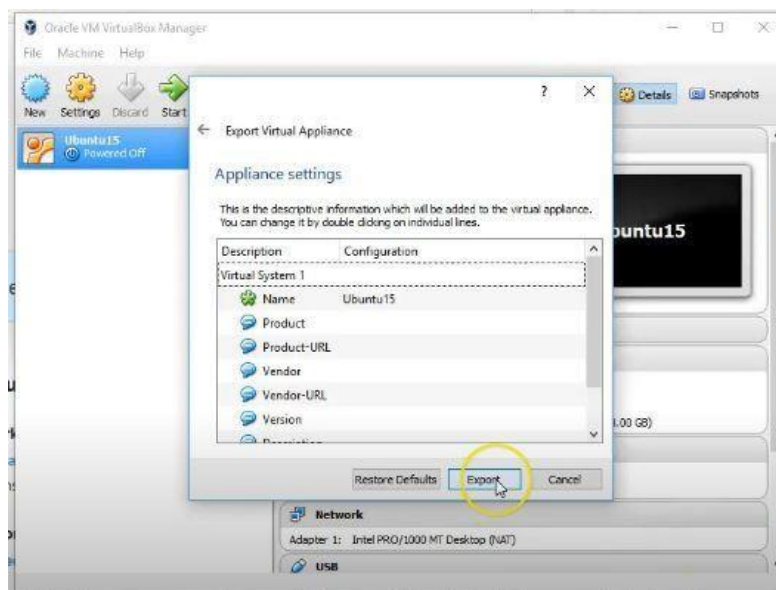 Oracle VM VirtualBox Manager
File Machine Help
New Settings Discard Start
Details Snapshots
Ubuntu15
Powered Off
? ×
Export Virtual Appliance
Appliance settings
This is the descriptive information which will be added to the virtual appliance.
You can change it by double clicking on individual lines.
Description Configuration
Virtual System 1
Name Ubuntu15
Product
Product-URL
Vendor
Vendor-URL
Version
Description
Restore Defaults Export Cancel
buntu15
.00 GB)
Network
Adapter 1: Intel PRO/1000 MT Desktop (NAT)
USB